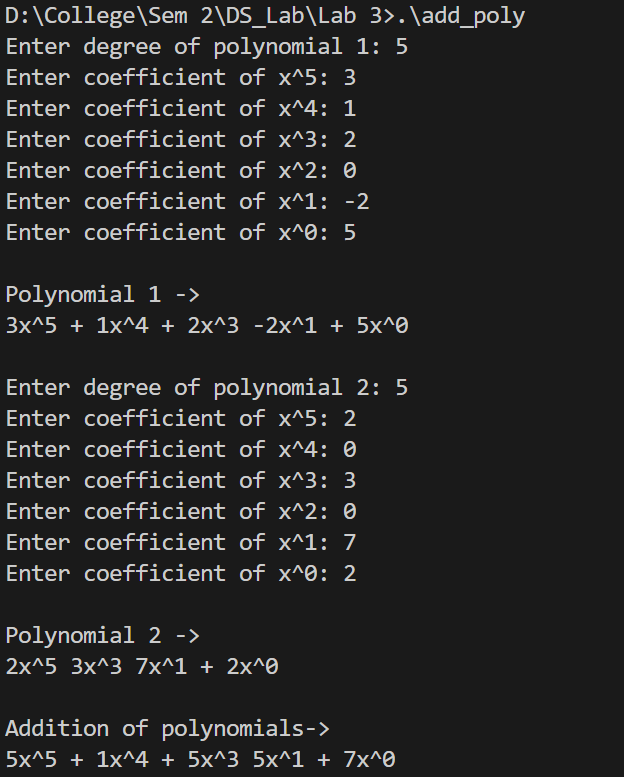 D:\College\Sem 2\DS_Lab\Lab 3>.\add_poly
Enter degree of polynomial 1: 5
Enter coefficient of x^5: 3
Enter coefficient of x^4: 1
Enter coefficient of x^3: 2
Enter coefficient of x^2: 0
Enter coefficient of x^1: -2
Enter coefficient of x^0: 5

Polynomial 1 ->
3x^5 + 1x^4 + 2x^3 -2x^1 + 5x^0

Enter degree of polynomial 2: 5
Enter coefficient of x^5: 2
Enter coefficient of x^4: 0
Enter coefficient of x^3: 3
Enter coefficient of x^2: 0
Enter coefficient of x^1: 7
Enter coefficient of x^0: 2

Polynomial 2 ->
2x^5 3x^3 7x^1 + 2x^0

Addition of polynomials->
5x^5 + 1x^4 + 5x^3 5x^1 + 7x^0